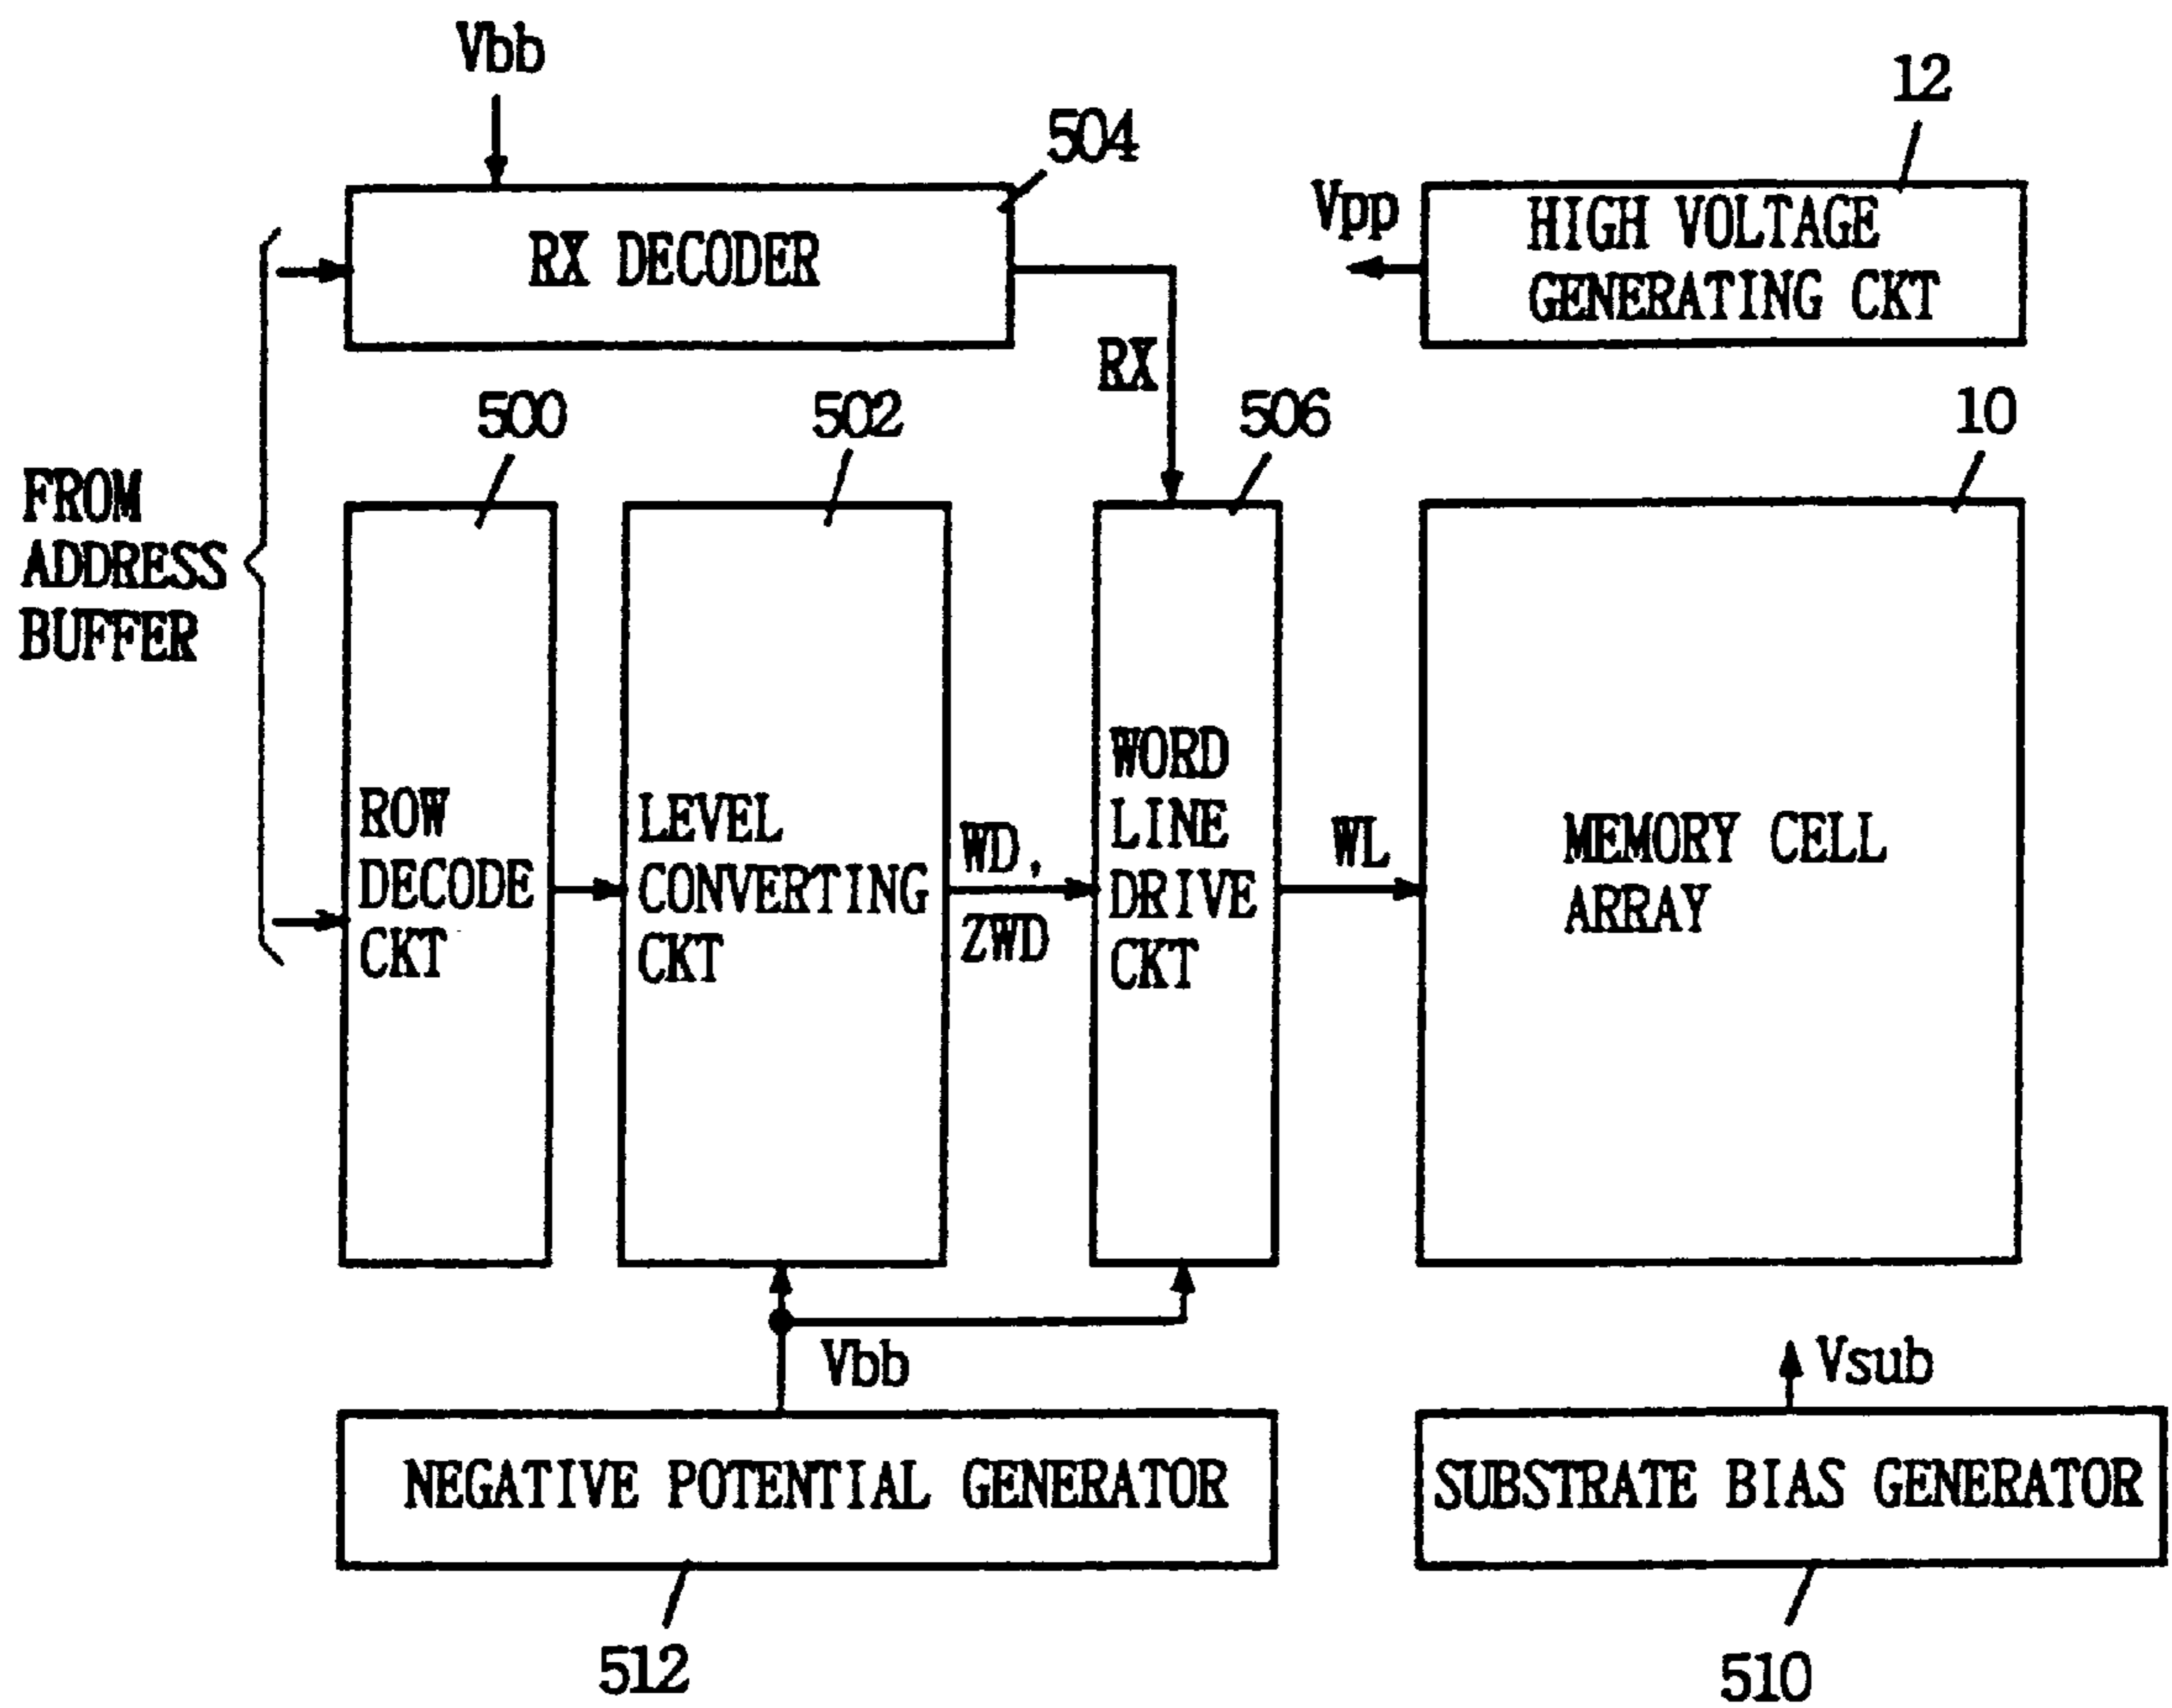 Vbb
12
504
RX DECODER
Vpp
HIGH VOLTAGE
GENERATING CKT
RX
500
502
506
10
FROM
ADDRESS
BUFFER
ROW
DECODE
CKT
LEVEL
CONVERTING
CKT
WD,
ZWD
WORD
LINE
DRIVE
CKT
WL
MEMORY CELL
ARRAY
Vbb
Vsub
NEGATIVE POTENTIAL GENERATOR
SUBSTRATE BIAS GENERATOR
512
510